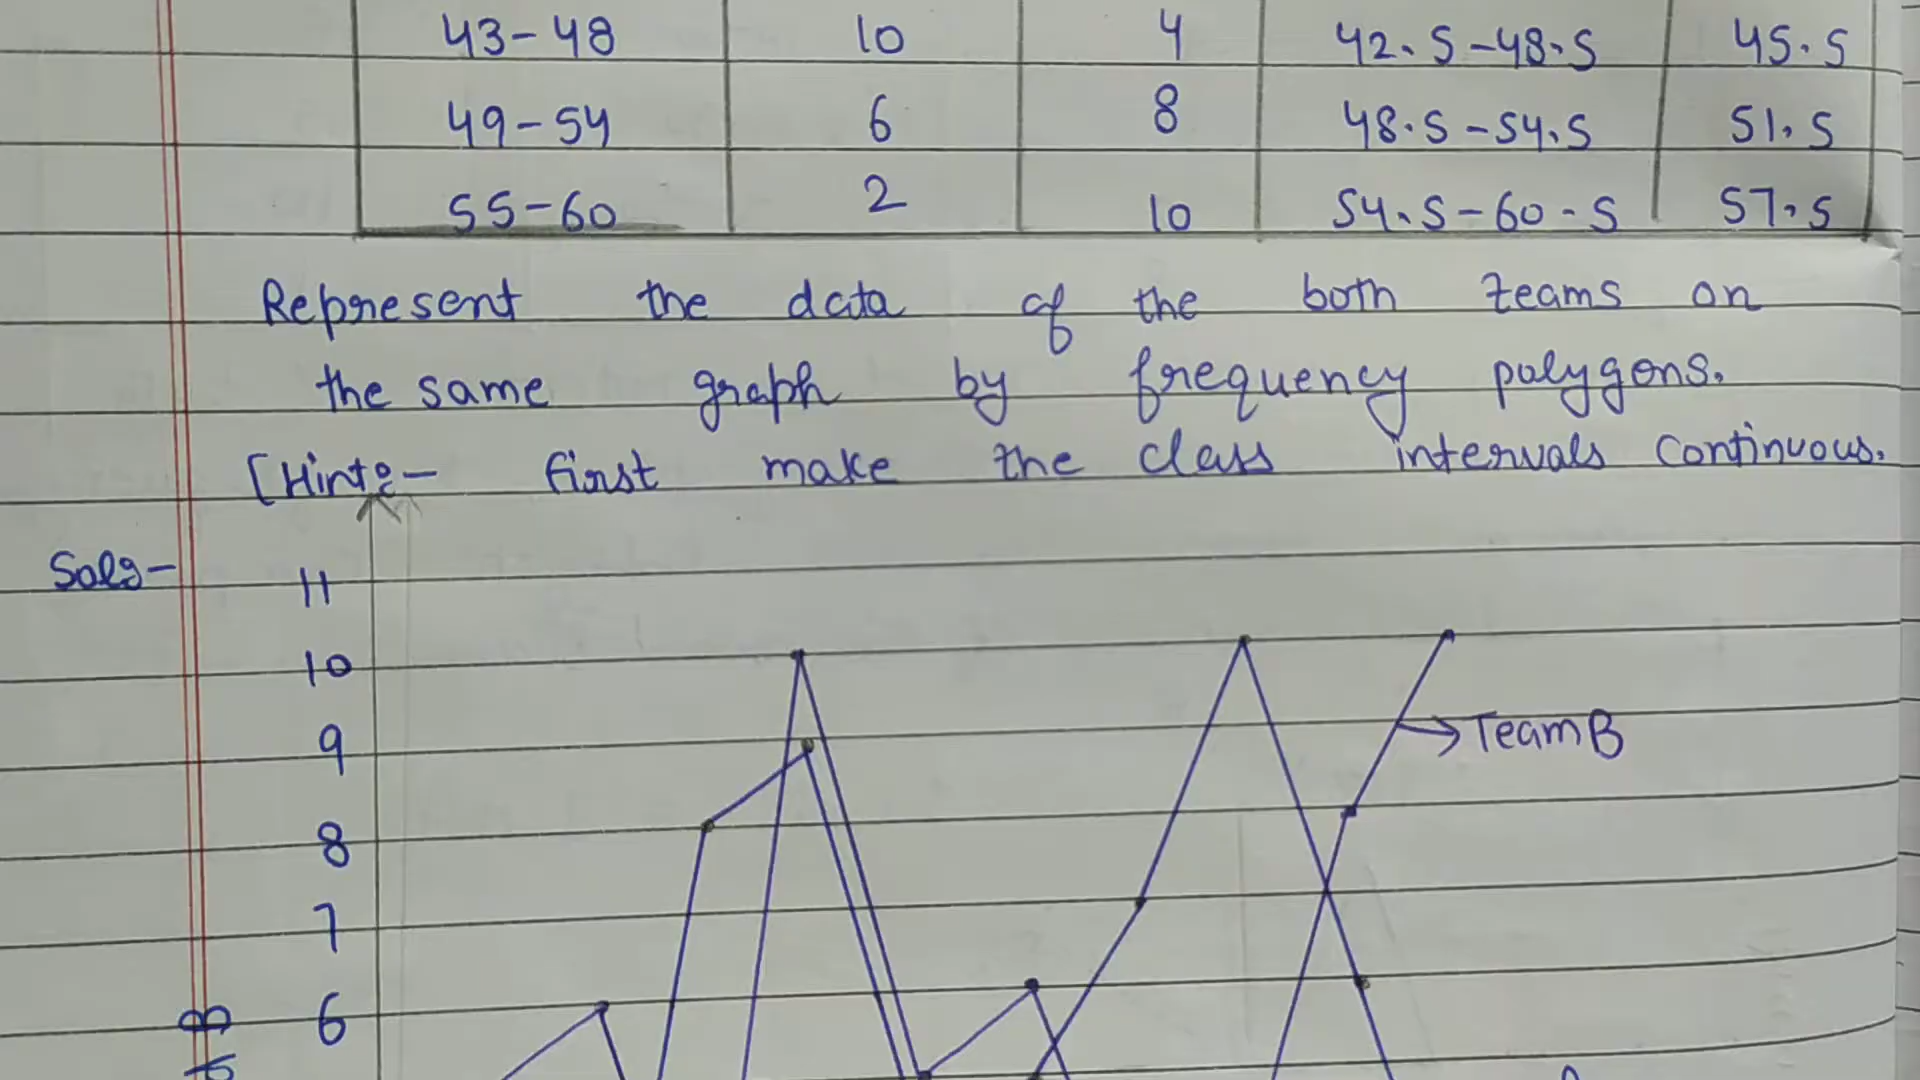 43-48 10 4 42.5-48.5 45.5
49-54 6 8 48.5-54.5 51.5
55-60 2 10 54.5-60-5 57.5
Represent the data of the both teams on
the same graph by frequency polygons.
[Hint:- first make the class intervals continuous.
Sol:- 11
10
9 Team B
8
7
6